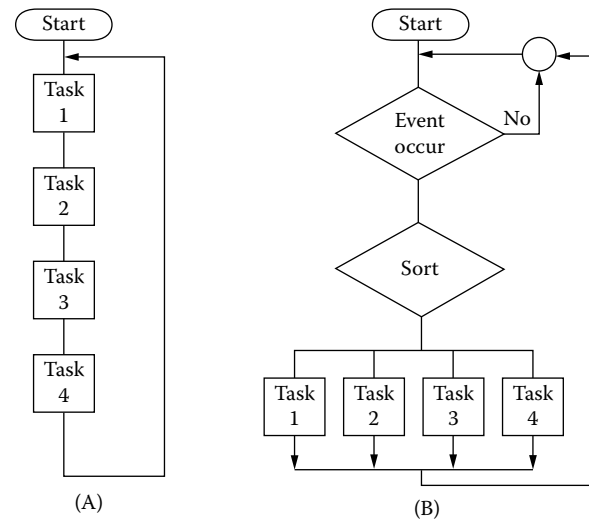 Start
Task
1
Task
2
Task
3
Task
4
(A)
Start
Event
occur
No
Sort
Task
1
Task
2
Task
3
Task
4
(B)